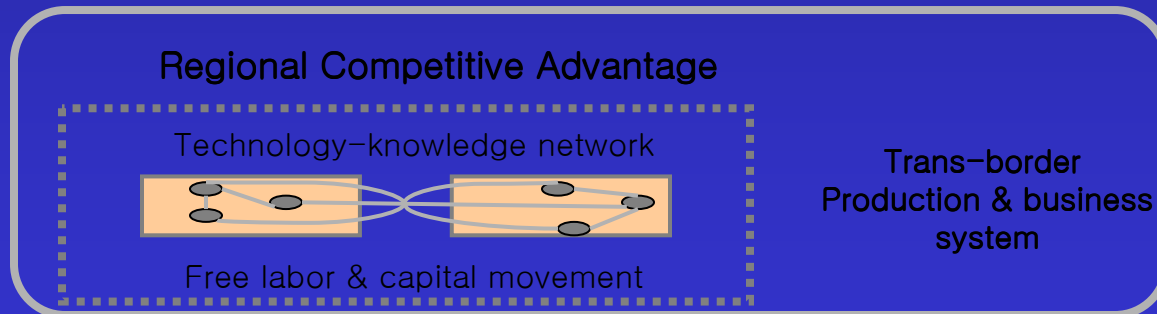 Regional Competitive Advantage
Technology-knowledge network
Free labor & capital movement
Trans-border
Production & business
system